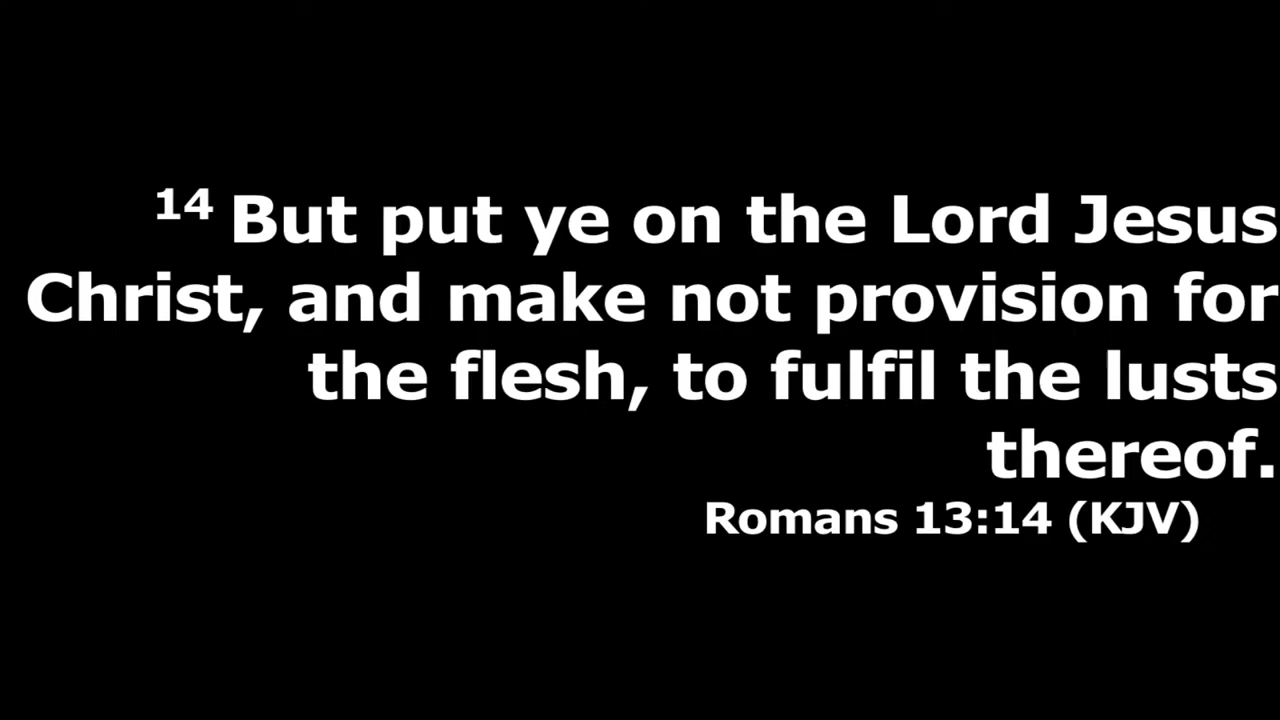 14 But put ye on the Lord Jesus
Christ, and make not provision for
the flesh, to fulfil the lusts
thereof.
Romans 13:14 (KJV)